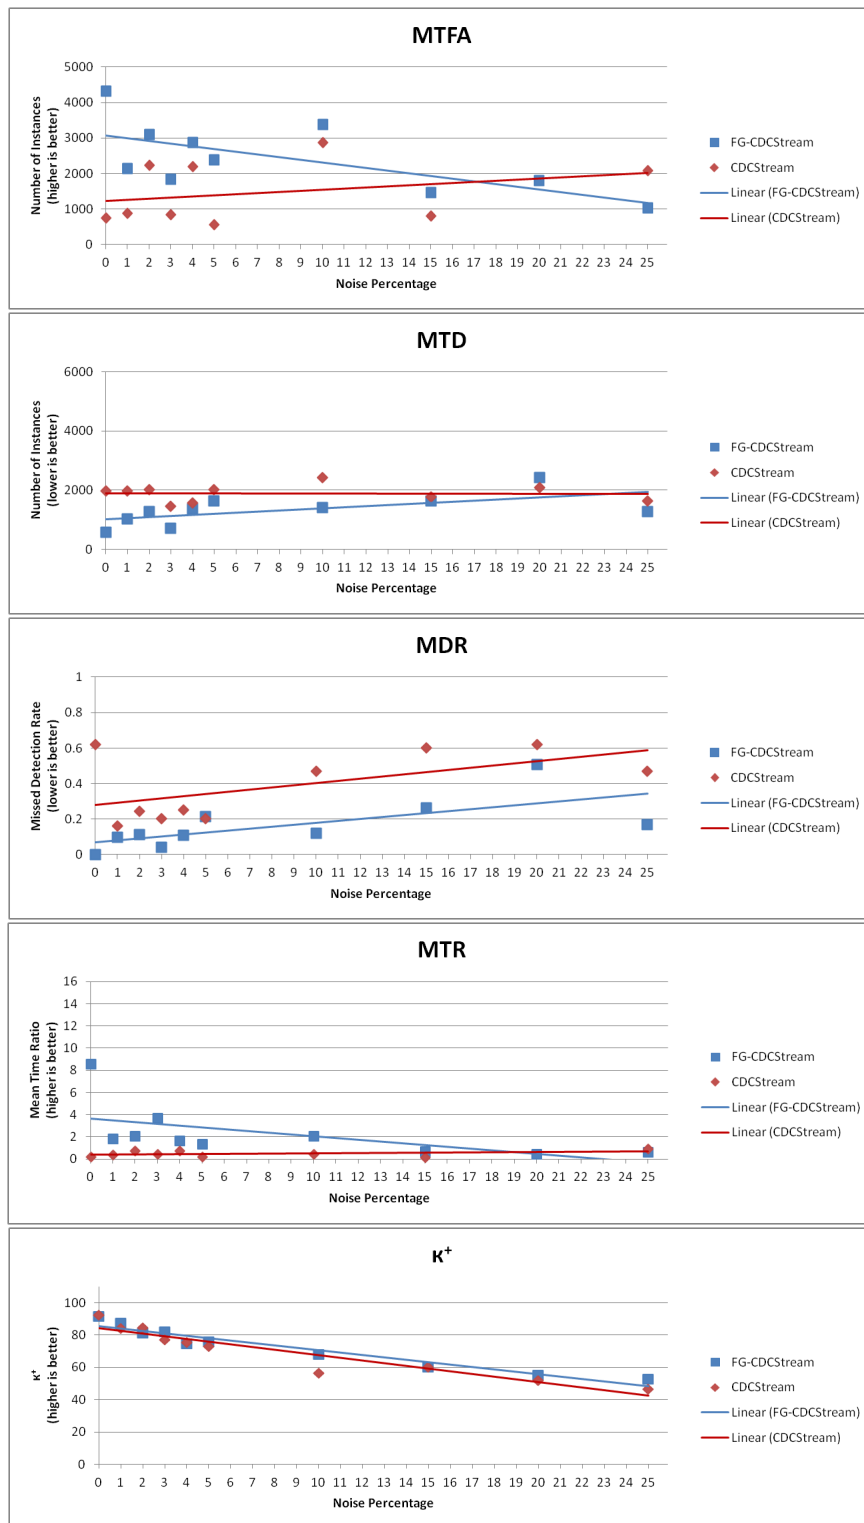 MTFA
5000
4000
3000
2000
1000
0
Number of Instances
(higher is better)
0 1 2 3 4 5 6 7 8 9 10 11 12 13 14 15 16 17 18 19 20 21 22 23 24 25
Noise Percentage
FG-CDCStream
CDCStream
Linear (FG-CDCStream)
Linear (CDCStream)
MTD
6000
4000
2000
0
Number of Instances
(lower is better)
0 1 2 3 4 5 6 7 8 9 10 11 12 13 14 15 16 17 18 19 20 21 22 23 24 25
Noise Percentage
FG-CDCStream
CDCStream
Linear (FG-CDCStream)
Linear (CDCStream)
MDR
1
0.8
0.6
0.4
0.2
0
Missed Detection Rate
(lower is better)
0 1 2 3 4 5 6 7 8 9 10 11 12 13 14 15 16 17 18 19 20 21 22 23 24 25
Noise Percentage
FG-CDCStream
CDCStream
Linear (FG-CDCStream)
Linear (CDCStream)
MTR
16
14
12
10
8
6
4
2
0
Mean Time Ratio
(higher is better)
0 1 2 3 4 5 6 7 8 9 10 11 12 13 14 15 16 17 18 19 20 21 22 23 24 25
Noise Percentage
FG-CDCStream
CDCStream
Linear (FG-CDCStream)
Linear (CDCStream)
κ⁺
100
80
60
40
20
0
κ⁺
(higher is better)
0 1 2 3 4 5 6 7 8 9 10 11 12 13 14 15 16 17 18 19 20 21 22 23 24 25
Noise Percentage
FG-CDCStream
CDCStream
Linear (FG-CDCStream)
Linear (CDCStream)